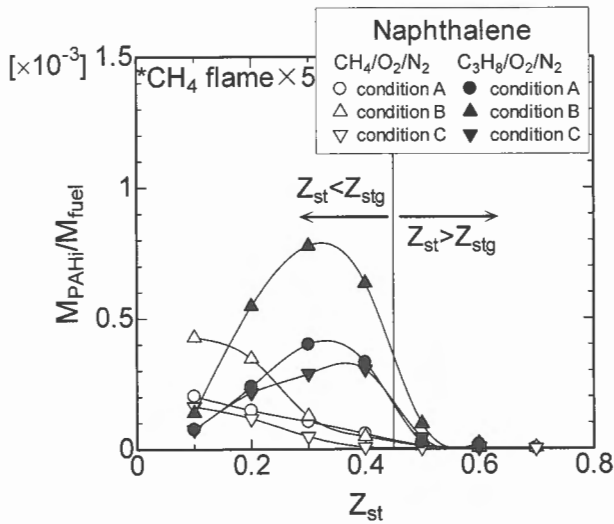 Naphthalene
CH4/O2/N2 C3H8/O2/N2
condition A condition A
condition B condition B
condition C condition C
[×10-3]
*CH4 flame×5
1.5
1
0.5
0
MPAHi/Mfuel
Zst<Zstg
Zst>Zstg
0 0.2 0.4 0.6 0.8
Zst